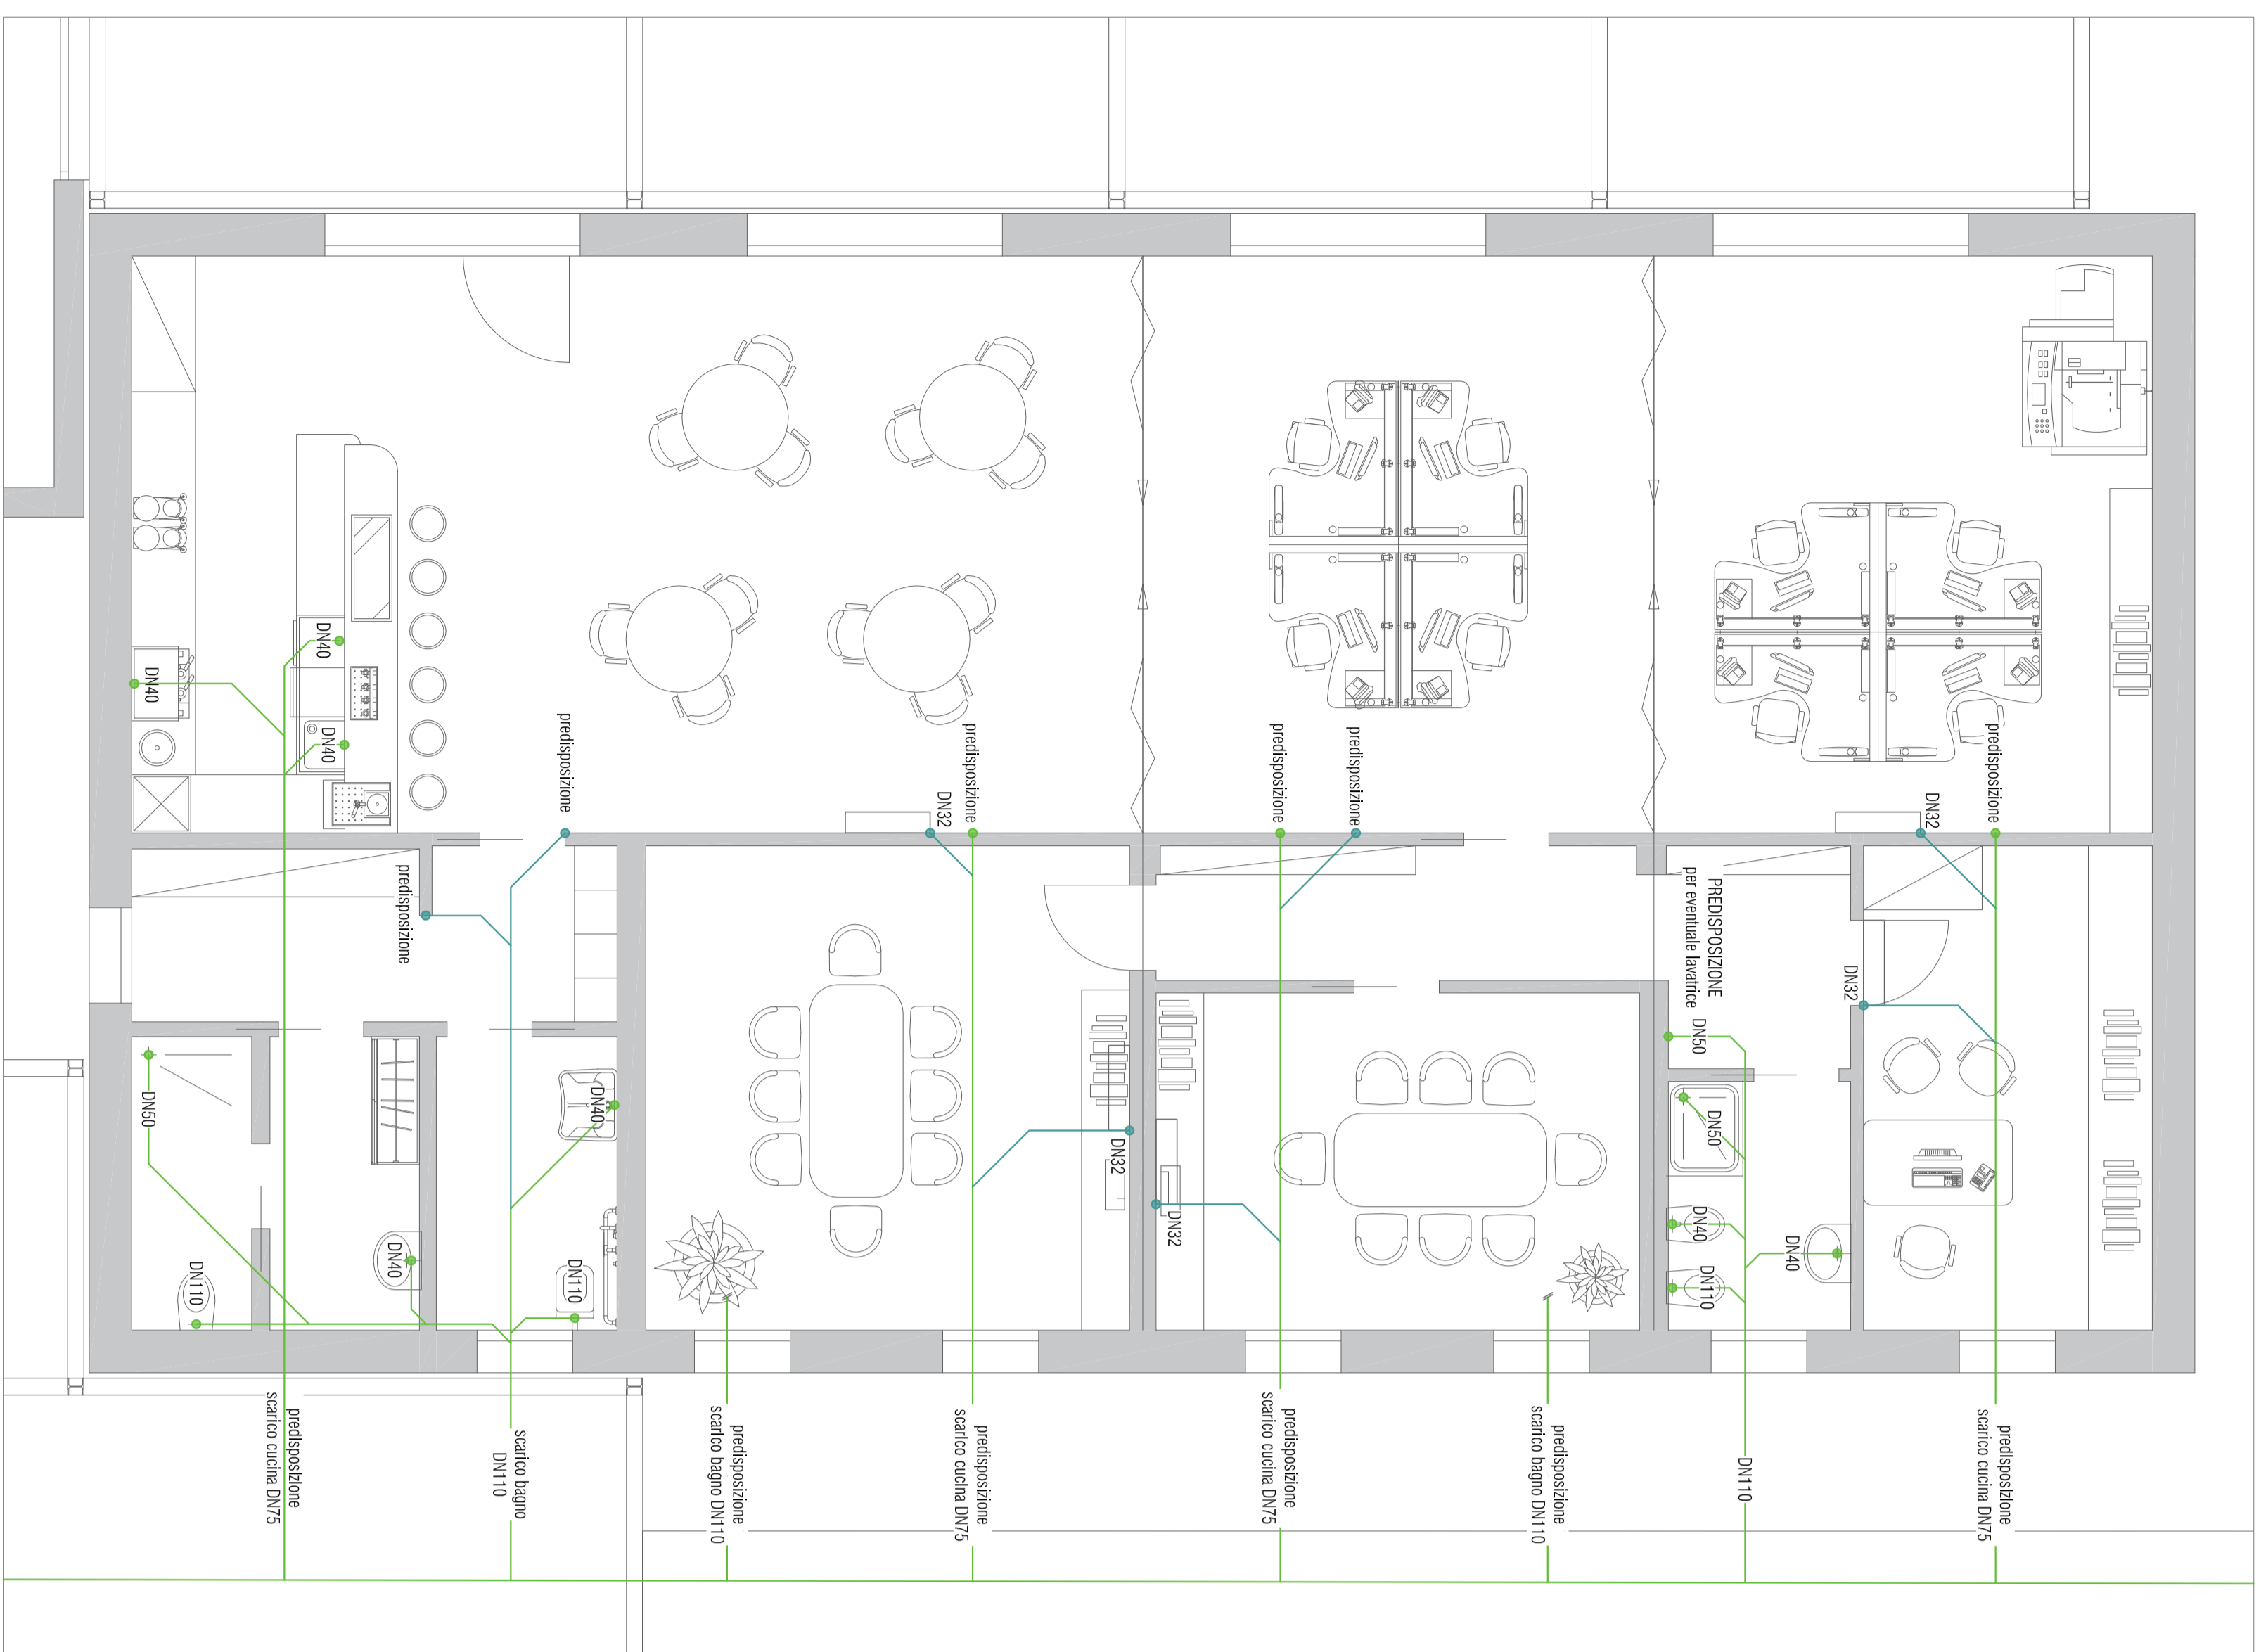 predisposizione
predisposizione
scarico cucina DN75
DN32
DN32
DN40
DN110
PREDISPOSIZIONE
per eventuale lavatrice
DN50
DN50
DN40
DN110
predisposizione
scarico bagno DN110
predisposizione
predisposizione
predisposizione
scarico cucina DN75
DN32
DN32
predisposizione
predisposizione
scarico cucina DN75
DN32
predisposizione
scarico bagno DN110
DN40
DN110
predisposizione
scarico bagno
DN110
predisposizione
DN40
DN40
DN40
predisposizione
scarico cucina DN75
DN110
DN40
DN50